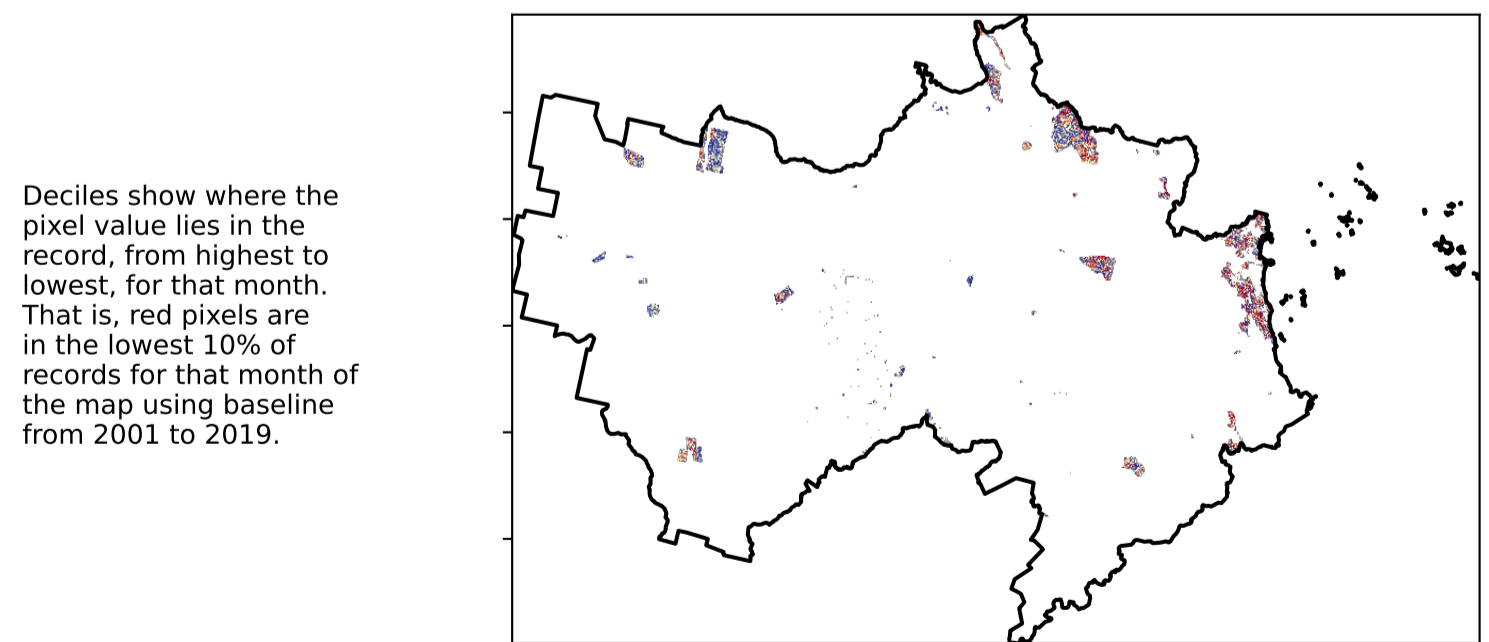 Deciles show where the
pixel value lies in the
record, from highest to
lowest, for that month.
That is, red pixels are
in the lowest 10% of
records for that month of
the map using baseline
from 2001 to 2019.